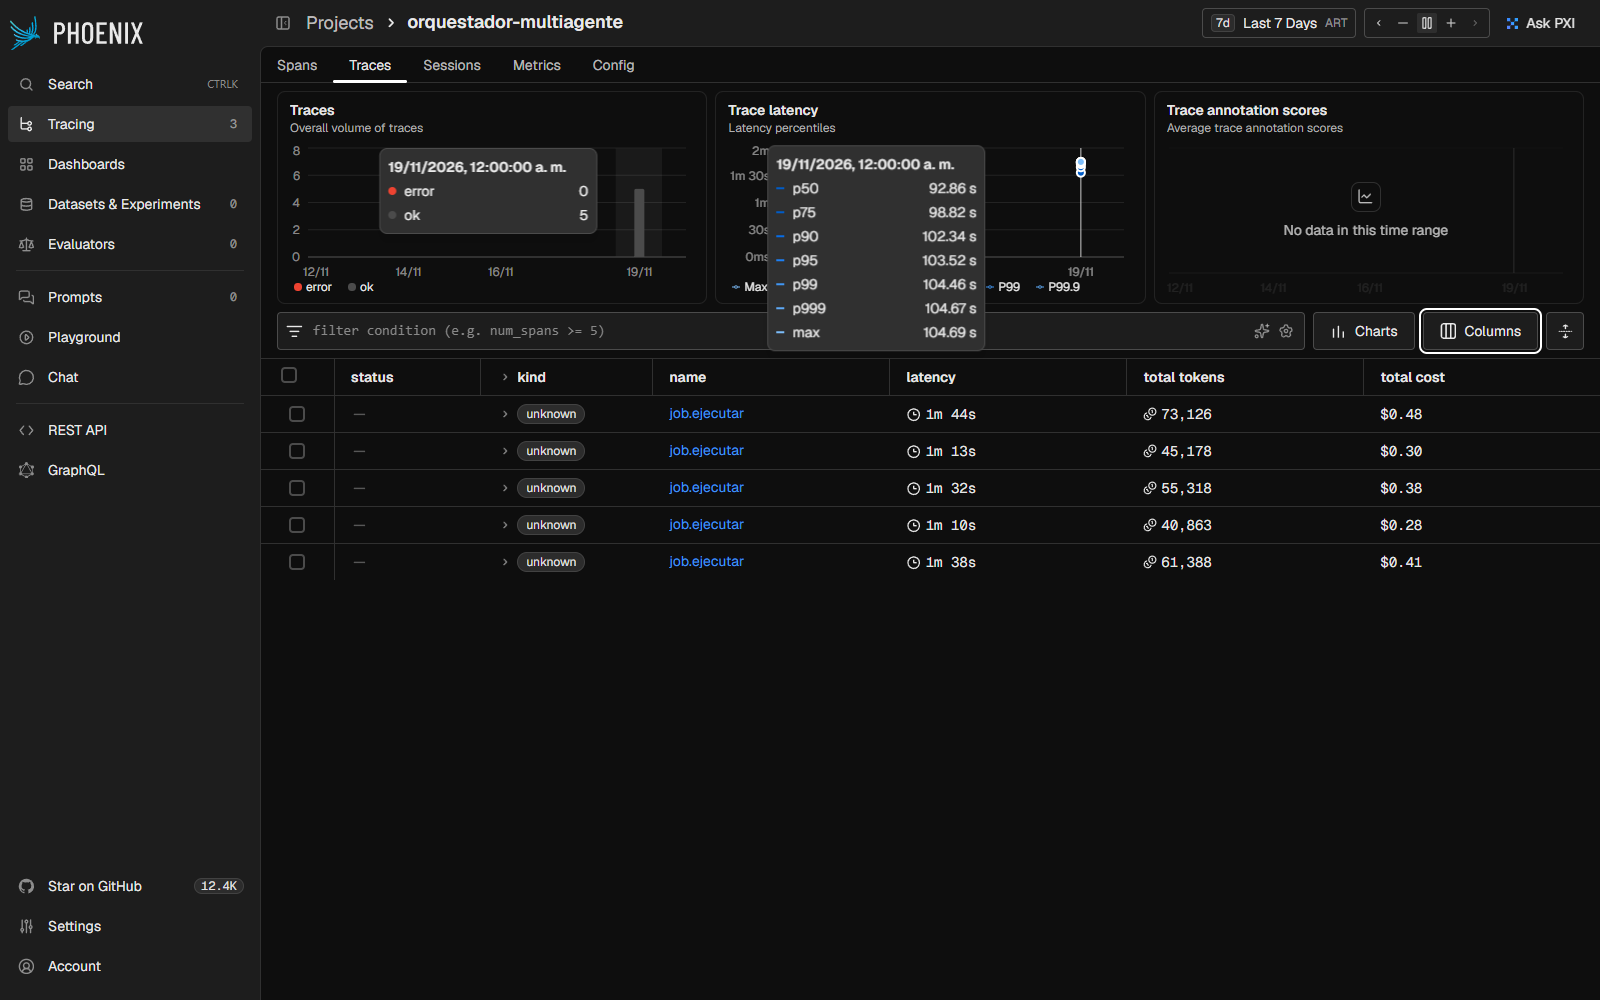 PHOENIX
Search CTRLK
Tracing 3
Dashboards
Datasets & Experiments 0
Evaluators 0
Prompts 0
Playground
Chat
REST API
GraphQL
Star on GitHub 12.4K
Settings
Account
Projects › orquestador-multiagente
7d Last 7 Days ART
Ask PXI
Spans Traces Sessions Metrics Config
Traces
Overall volume of traces
8
6
4
2
0
12/11 14/11 16/11 19/11
error ok
19/11/2026, 12:00:00 a. m.
error 0
ok 5
Trace latency
Latency percentiles
2m
1m 30s
1m
30s
0ms
19/11
Max P99 P99.9
19/11/2026, 12:00:00 a. m.
p50 92.86 s
p75 98.82 s
p90 102.34 s
p95 103.52 s
p99 104.46 s
p999 104.67 s
max 104.69 s
Trace annotation scores
Average trace annotation scores
No data in this time range
12/11 14/11 16/11 19/11
filter condition (e.g. num_spans >= 5)
Charts
Columns
status kind name latency total tokens total cost
— unknown job.ejecutar 1m 44s 73,126 $0.48
— unknown job.ejecutar 1m 13s 45,178 $0.30
— unknown job.ejecutar 1m 32s 55,318 $0.38
— unknown job.ejecutar 1m 10s 40,863 $0.28
— unknown job.ejecutar 1m 38s 61,388 $0.41